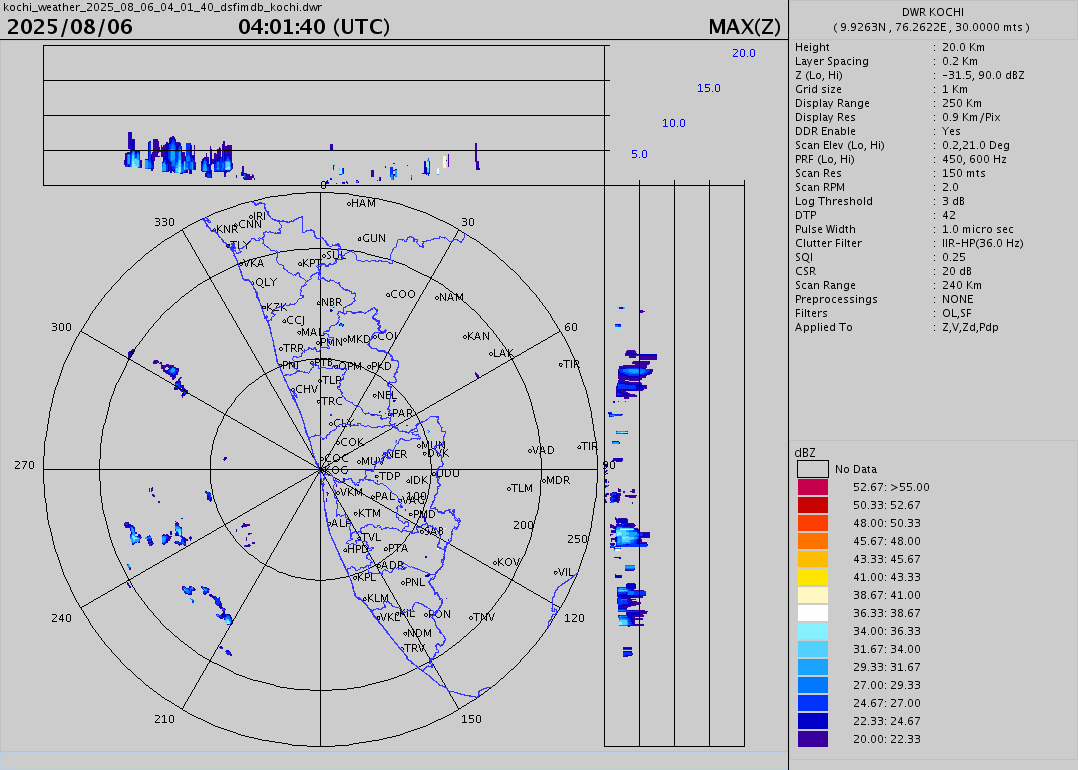 kochi_weather_2025_08_06_04_01_40_dsfimdb_kochi.dwr
2025/08/06 04:01:40 (UTC) MAX(Z)
20.0
15.0
10.0
5.0
DWR KOCHI
( 9.9263N , 76.2622E , 30.0000 mts )
Height : 20.0 Km
Layer Spacing : 0.2 Km
Z (Lo, Hi) : -31.5, 90.0 dBZ
Grid size : 1 Km
Display Range : 250 Km
Display Res : 0.9 Km/Pix
DDR Enable : Yes
Scan Elev (Lo, Hi) : 0.2,21.0 Deg
PRF (Lo, Hi) : 450, 600 Hz
Scan Res : 150 mts
Scan RPM : 2.0
Log Threshold : 3 dB
DTP : 42
Pulse Width : 1.0 micro sec
Clutter Filter : IIR-HP(36.0 Hz)
SQI : 0.25
CSR : 20 dB
Scan Range : 240 Km
Preprocessings : NONE
Filters : OL,SF
Applied To : Z,V,Zd,Pdp
0
HAM
IRI
330 CNN 30
KNR
GUN
TLY
SUL
VKA KPT
QLY
COO NAM
NBR
KZK
CCJ
300 60
MAL KAN
PMN MKD COI
TRR LAK
PNJ PTB OPM PKD TIR
TLP
CHV NEL
TRC
PAR
CLY
COK MUN TIR
VAD
NER DVK
COC MUV
270 KOG 90
TDP IDK UDU MDR
TLM
VKM PAL 100 VAG
KTM PMD
ALP 200
SAB
TVL 250
HPD PTA
ADR KOV
VIL
KPL PNL
KLM
240 VKL KIL PON TNV 120
NDM
TRV
210 150
dBZ
No Data
52.67: >55.00
50.33: 52.67
48.00: 50.33
45.67: 48.00
43.33: 45.67
41.00: 43.33
38.67: 41.00
36.33: 38.67
34.00: 36.33
31.67: 34.00
29.33: 31.67
27.00: 29.33
24.67: 27.00
22.33: 24.67
20.00: 22.33